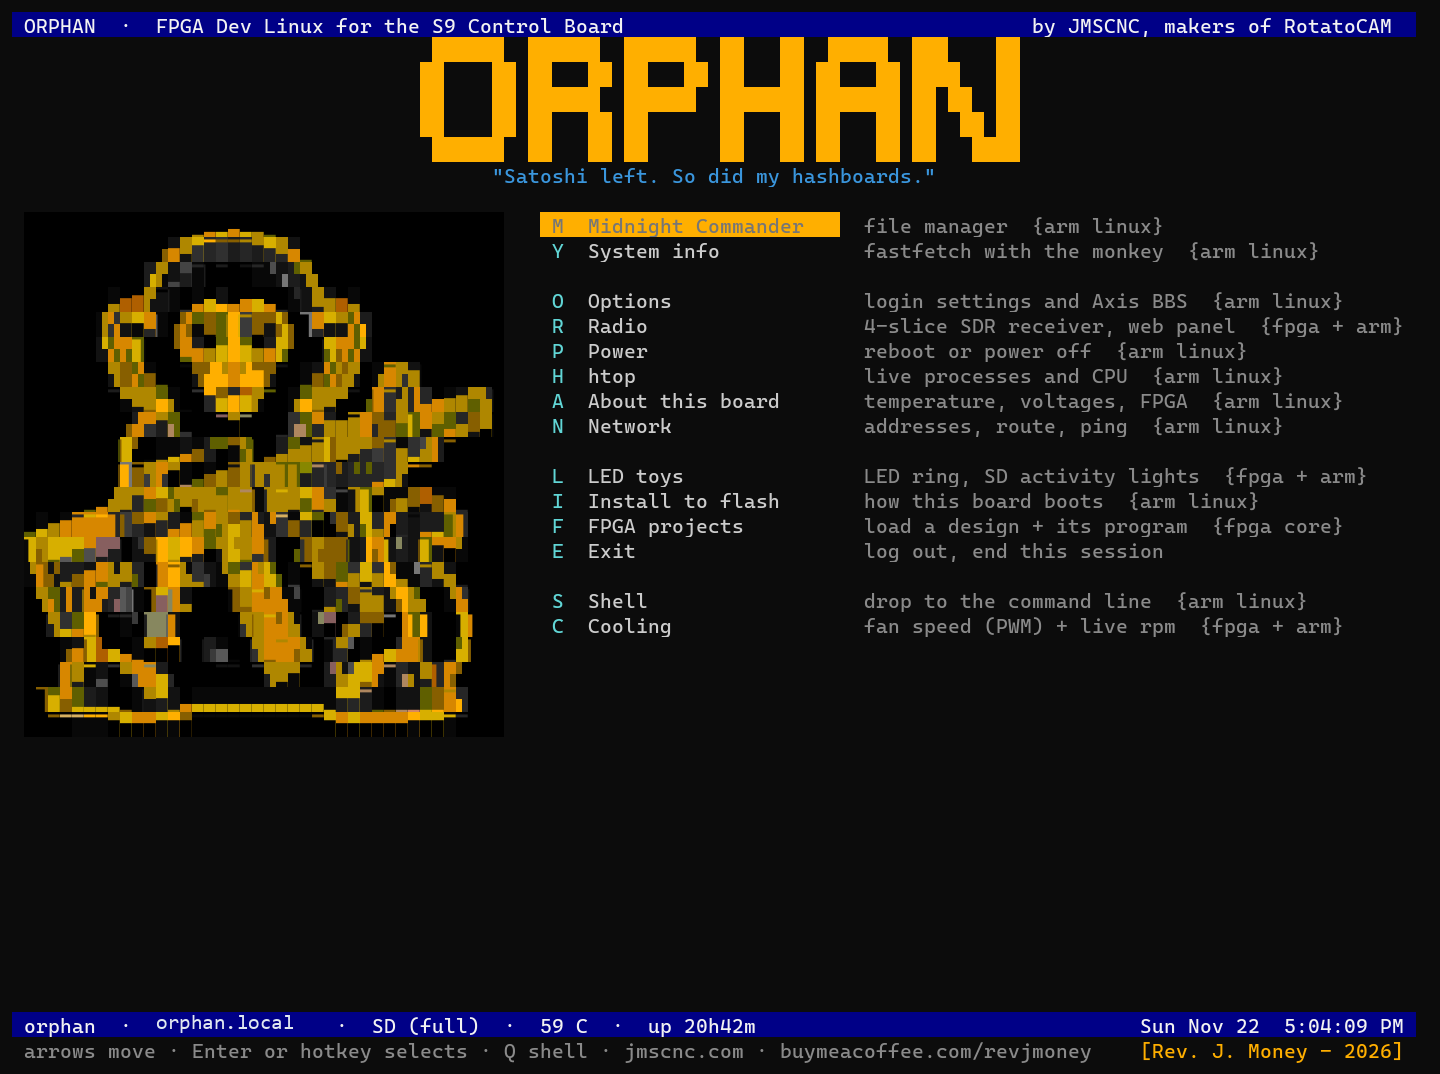 ORPHAN · FPGA Dev Linux for the S9 Control Board by JMSCNC, makers of RotatoCAM
ORPHAN
"Satoshi left. So did my hashboards."
M Midnight Commander file manager {arm linux}
Y System info fastfetch with the monkey {arm linux}
O Options login settings and Axis BBS {arm linux}
R Radio 4-slice SDR receiver, web panel {fpga + arm}
P Power reboot or power off {arm linux}
H htop live processes and CPU {arm linux}
A About this board temperature, voltages, FPGA {arm linux}
N Network addresses, route, ping {arm linux}
L LED toys LED ring, SD activity lights {fpga + arm}
I Install to flash how this board boots {arm linux}
F FPGA projects load a design + its program {fpga core}
E Exit log out, end this session
S Shell drop to the command line {arm linux}
C Cooling fan speed (PWM) + live rpm {fpga + arm}
orphan · orphan.local · SD (full) · 59 C · up 20h42m Sun Nov 22 5:04:09 PM
arrows move · Enter or hotkey selects · Q shell · jmscnc.com · buymeacoffee.com/revjmoney [Rev. J. Money — 2026]